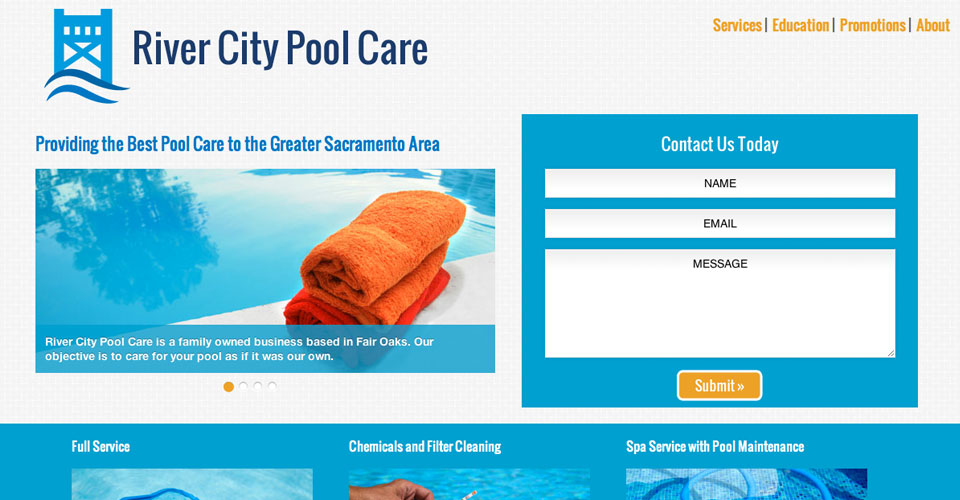 River City Pool Care
Services | Education | Promotions | About
Providing the Best Pool Care to the Greater Sacramento Area
River City Pool Care is a family owned business based in Fair Oaks. Our
objective is to care for your pool as if it was our own.
Contact Us Today
NAME
EMAIL
MESSAGE
Submit »
Full Service
Chemicals and Filter Cleaning
Spa Service with Pool Maintenance